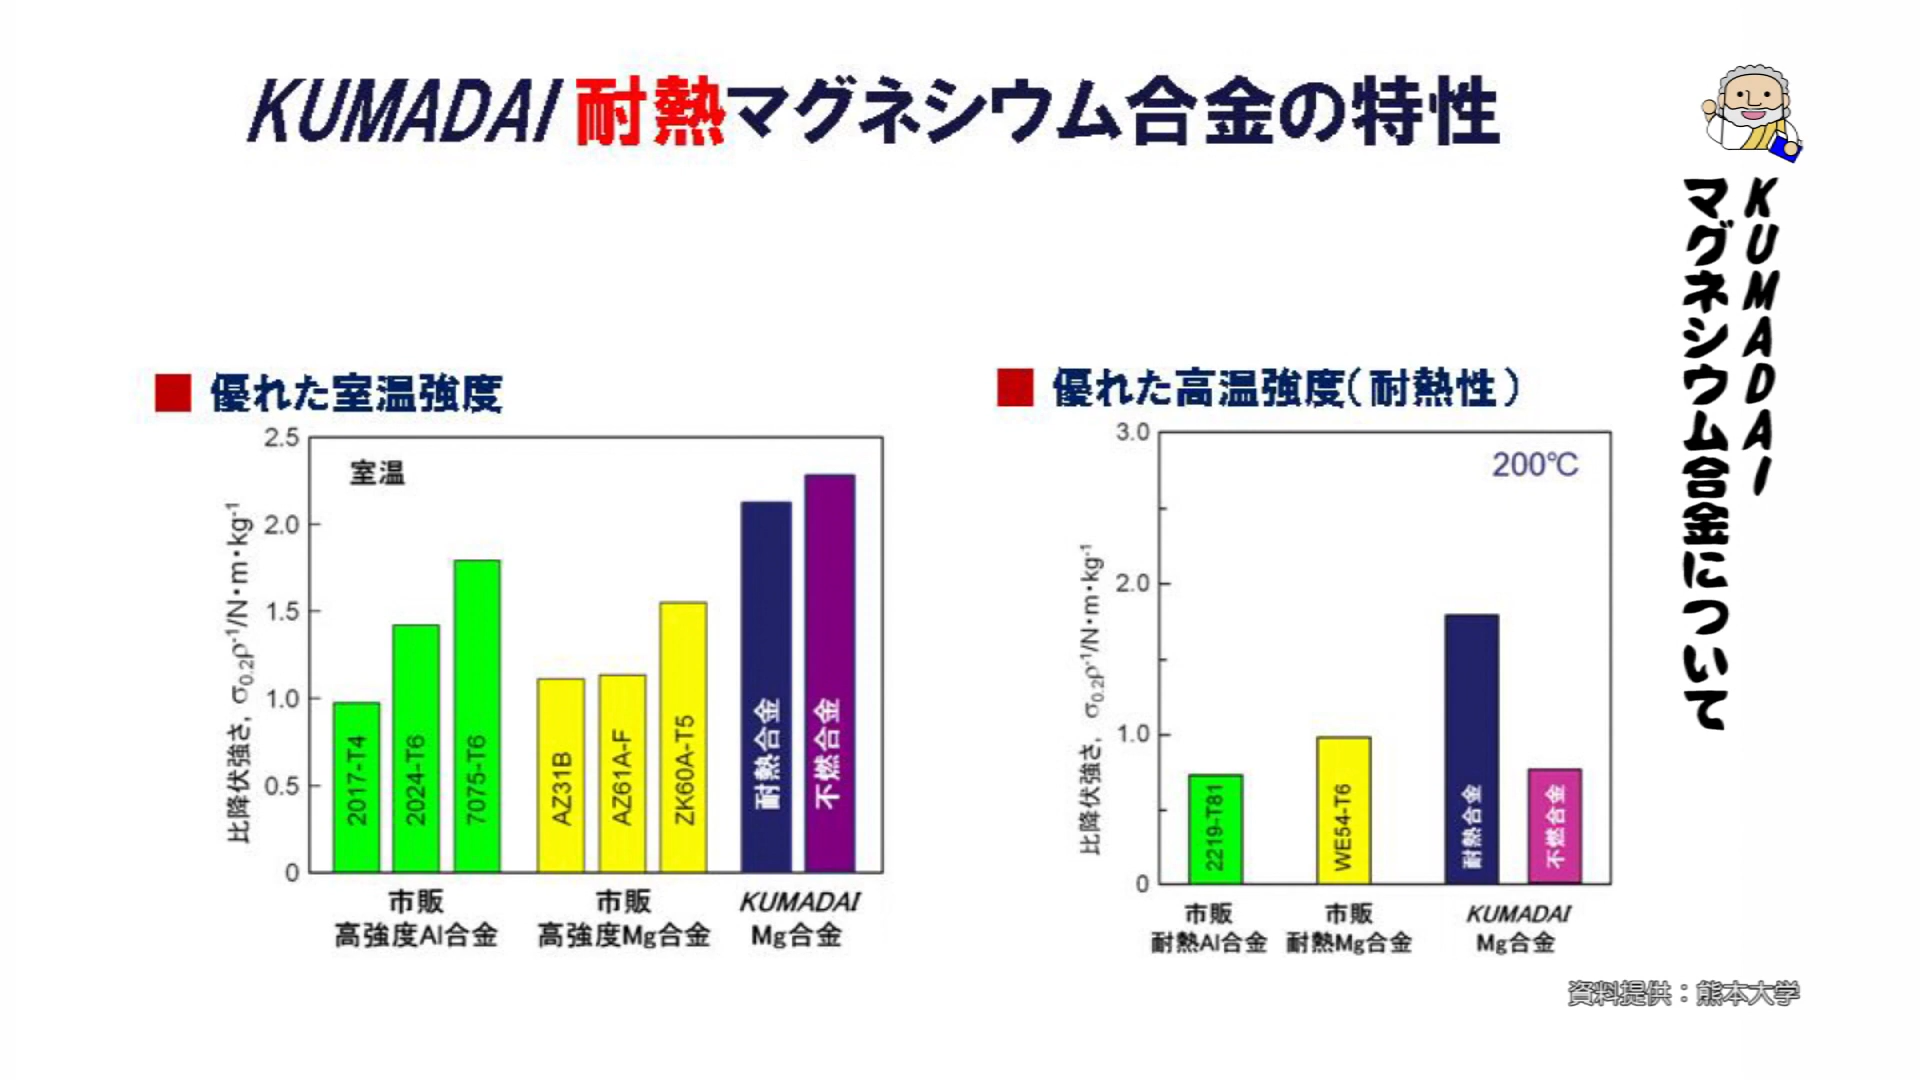 KUMADAI 耐熱マグネシウム合金の特性
KUMADAI
マグネシウム合金について
■ 優れた室温強度
2.5
2.0
1.5
1.0
0.5
0
室温
比降伏強さ, σ0.2ρ-1/N・m・kg-1
2017-T4
2024-T6
7075-T6
AZ31B
AZ61A-F
ZK60A-T5
耐熱合金
不燃合金
市販
高強度Al合金
市販
高強度Mg合金
KUMADAI
Mg合金
■ 優れた高温強度(耐熱性)
3.0
2.0
1.0
0
200℃
比降伏強さ, σ0.2ρ-1/N・m・kg-1
2219-T81
WE54-T6
耐熱合金
不燃合金
市販
耐熱Al合金
市販
耐熱Mg合金
KUMADAI
Mg合金
資料提供：熊本大学